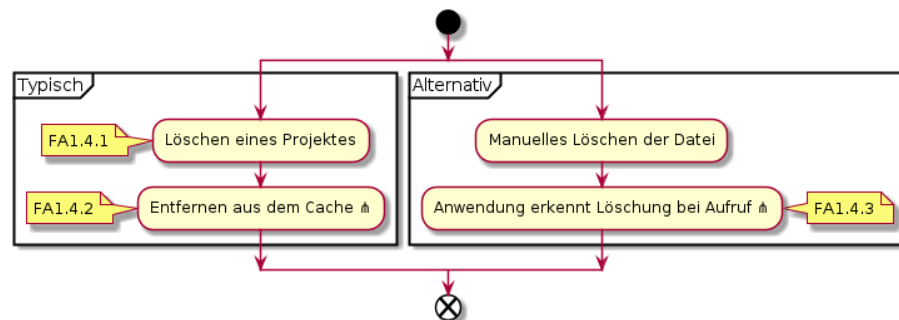 Typisch
Alternativ
FA1.4.1
Löschen eines Projektes
Manuelles Löschen der Datei
FA1.4.2
Entfernen aus dem Cache ⋔
Anwendung erkennt Löschung bei Aufruf ⋔
FA1.4.3